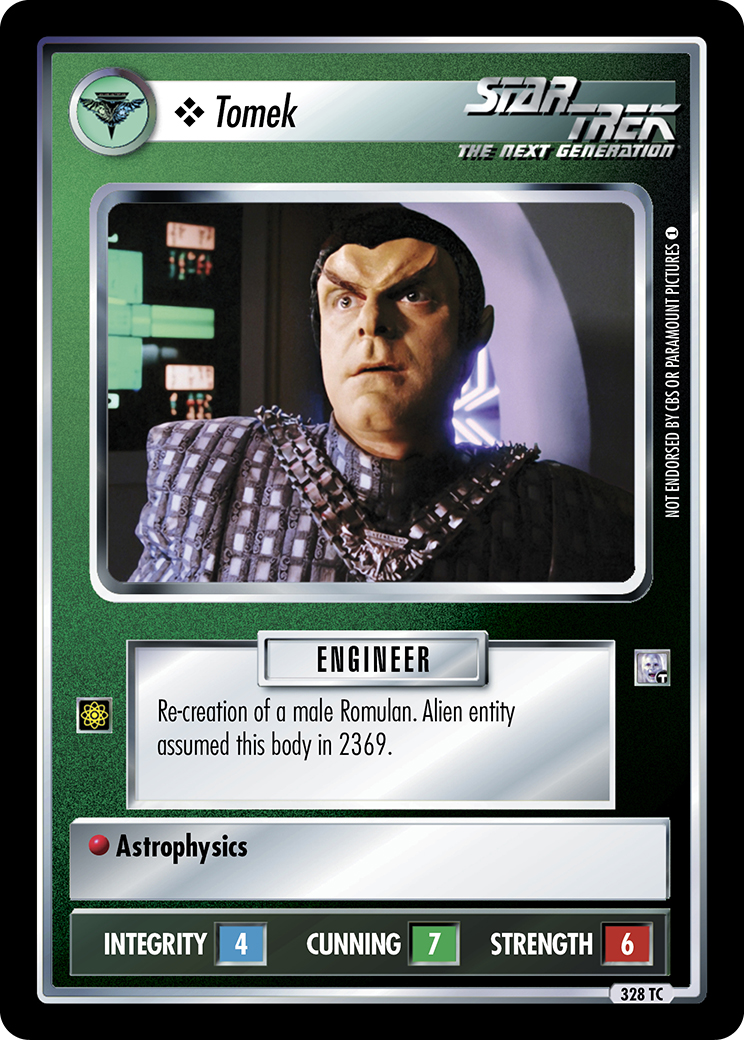 ❖ Tomek
STAR TREK
THE NEXT GENERATION
NOT ENDORSED BY CBS OR PARAMOUNT PICTURES 1
ENGINEER
Re-creation of a male Romulan. Alien entity
assumed this body in 2369.
Astrophysics
INTEGRITY 4 CUNNING 7 STRENGTH 6
328 TC